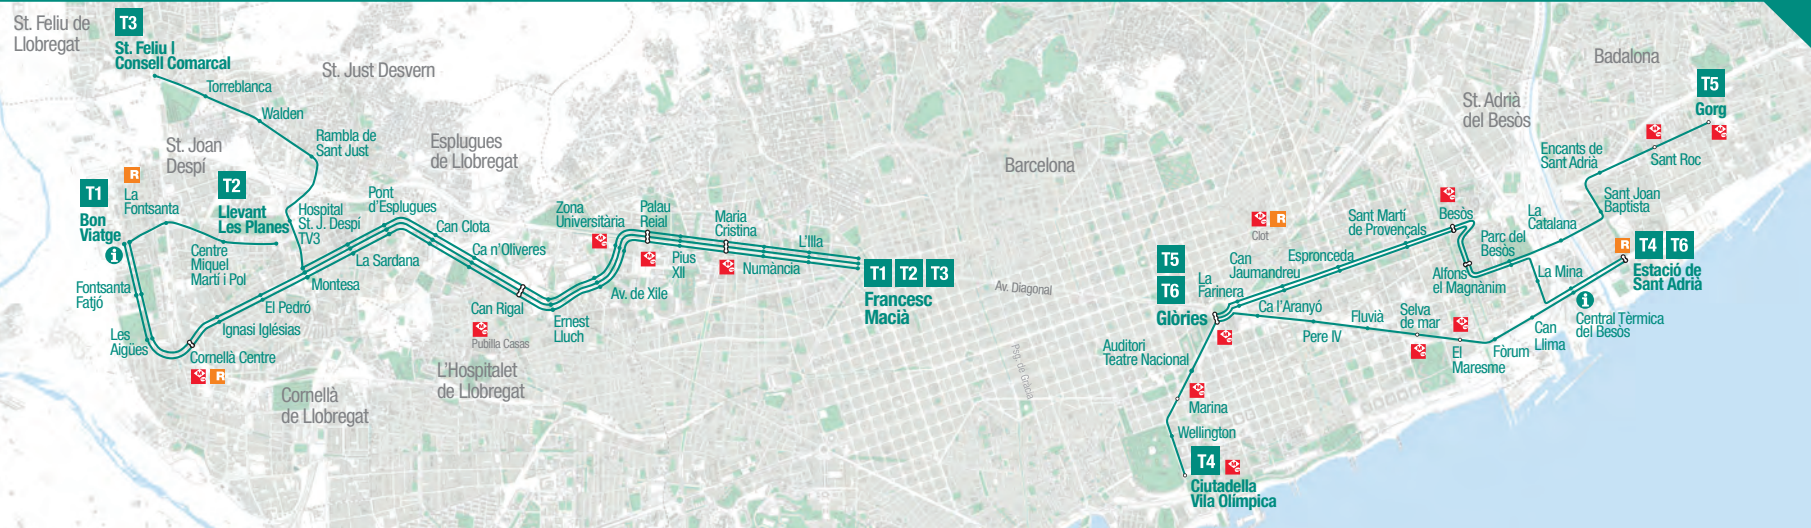 St. Feliu de
Llobregat
T3
St. Feliu |
Consell Comarcal
Torreblanca
Walden
Rambla de
Sant Just
St. Just Desvern
St. Joan
Despí
Esplugues
de Llobregat
R
T1
Bon
Viatge
i
La
Fontsanta
T2
Llevant
Les Planes
Centre
Miquel
Martí i Pol
Hospital
St. J. Despí
TV3
Fontsanta
Fatjó
Les
Aigües
Cornellà Centre
R
Ignasi Iglésias
El Pedró
Montesa
La Sardana
Pont
d'Esplugues
Can Clota
Ca n'Oliveres
Can Rigal
Pubilla Casas
Ernest
Lluch
Av. de Xile
Zona
Universitària
Palau
Reial
Pius
XII
Maria
Cristina
Numància
L'Illa
T1 T2 T3
Francesc
Macià
Cornellà
de Llobregat
L'Hospitalet
de Llobregat
Barcelona
Av. Diagonal
Psg. de Gràcia
T5
T6
Glòries
La
Farinera
Can
Jaumandreu
Espronceda
Sant Martí
de Provençals
Besòs
R
Clot
Alfons
el Magnànim
Parc del
Besòs
La
Catalana
Sant Joan
Baptista
Encants de
Sant Adrià
Sant Roc
T5
Gorg
Badalona
St. Adrià
del Besòs
La Mina
R
T4 T6
Estació de
Sant Adrià
i
Central Tèrmica
del Besòs
Can
Llima
Fòrum
El
Maresme
Selva
de mar
Fluvià
Pere IV
Ca l'Aranyó
Auditori
Teatre Nacional
Marina
Wellington
T4
Ciutadella
Vila Olímpica